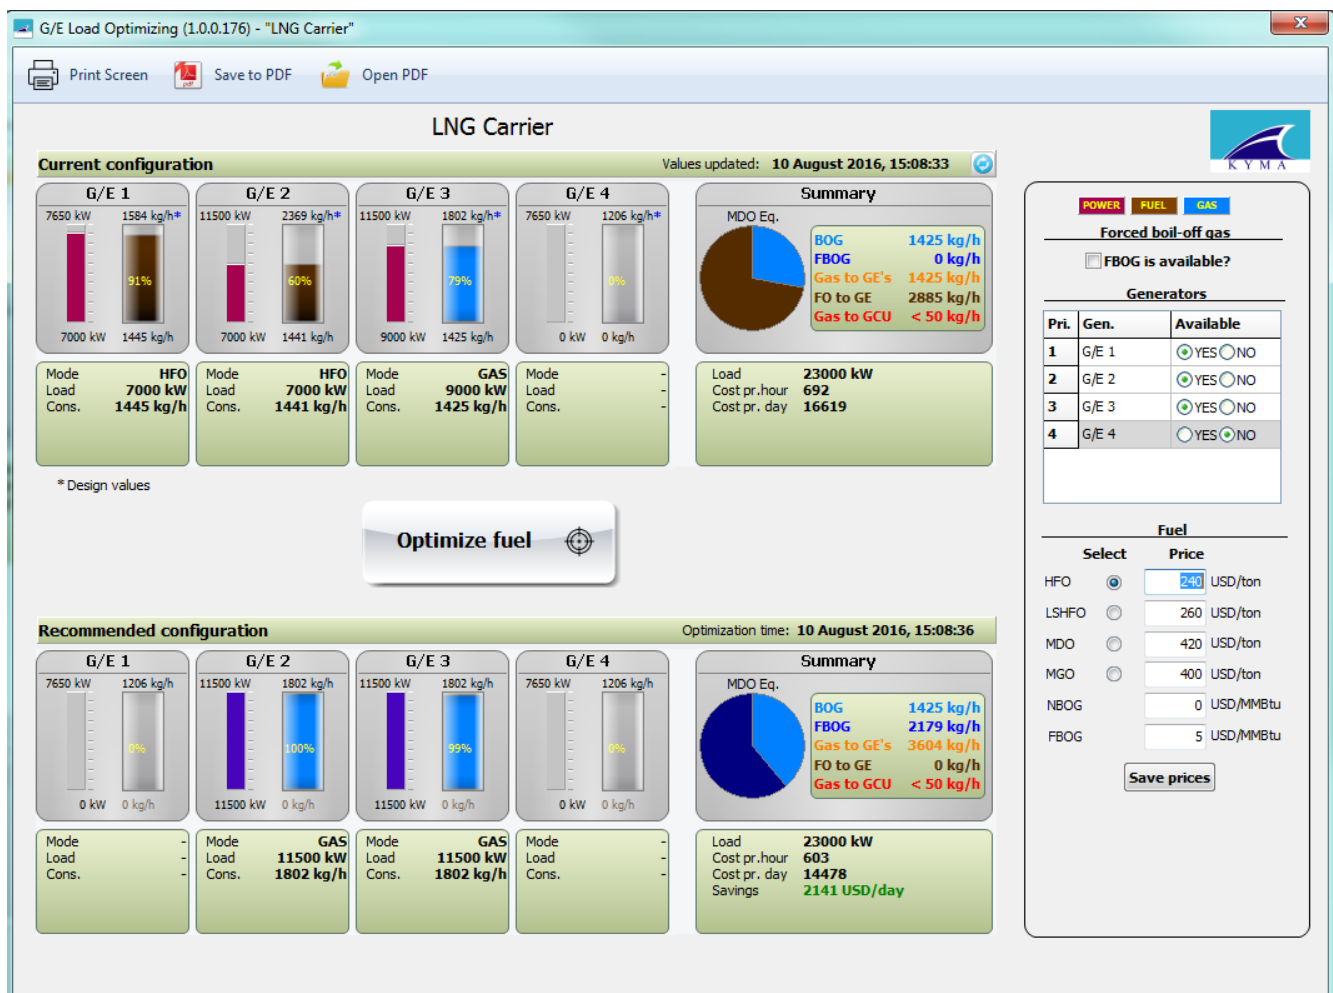 G/E Load Optimizing (1.0.0.176) - "LNG Carrier"
Print Screen Save to PDF Open PDF
LNG Carrier
KYMA
Current configuration Values updated: 10 August 2016, 15:08:33
G/E 1 G/E 2 G/E 3 G/E 4 Summary
7650 kW 1584 kg/h* 11500 kW 2369 kg/h* 11500 kW 1802 kg/h* 7650 kW 1206 kg/h* MDO Eq.
91% 60% 79% 0%
BOG 1425 kg/h
FBOG 0 kg/h
Gas to GE's 1425 kg/h
FO to GE 2885 kg/h
Gas to GCU < 50 kg/h
7000 kW 1445 kg/h 7000 kW 1441 kg/h 9000 kW 1425 kg/h 0 kW 0 kg/h
Mode HFO Mode HFO Mode GAS Mode - Load 23000 kW
Load 7000 kW Load 7000 kW Load 9000 kW Load - Cost pr.hour 692
Cons. 1445 kg/h Cons. 1441 kg/h Cons. 1425 kg/h Cons. - Cost pr. day 16619
* Design values
Optimize fuel
Recommended configuration Optimization time: 10 August 2016, 15:08:36
G/E 1 G/E 2 G/E 3 G/E 4 Summary
7650 kW 1206 kg/h 11500 kW 1802 kg/h 11500 kW 1802 kg/h 7650 kW 1206 kg/h MDO Eq.
0% 100% 99% 0%
BOG 1425 kg/h
FBOG 2179 kg/h
Gas to GE's 3604 kg/h
FO to GE 0 kg/h
Gas to GCU < 50 kg/h
0 kW 0 kg/h 11500 kW 0 kg/h 11500 kW 0 kg/h 0 kW 0 kg/h
Mode - Mode GAS Mode GAS Mode - Load 23000 kW
Load - Load 11500 kW Load 11500 kW Load - Cost pr.hour 603
Cons. - Cons. 1802 kg/h Cons. 1802 kg/h Cons. - Cost pr. day 14478
Savings 2141 USD/day
POWER FUEL GAS
Forced boil-off gas
FBOG is available?
Generators
Pri. Gen. Available
1 G/E 1 YES NO
2 G/E 2 YES NO
3 G/E 3 YES NO
4 G/E 4 YES NO
Fuel
Select Price
HFO 240 USD/ton
LSHFO 260 USD/ton
MDO 420 USD/ton
MGO 400 USD/ton
NBOG 0 USD/MMBtu
FBOG 5 USD/MMBtu
Save prices